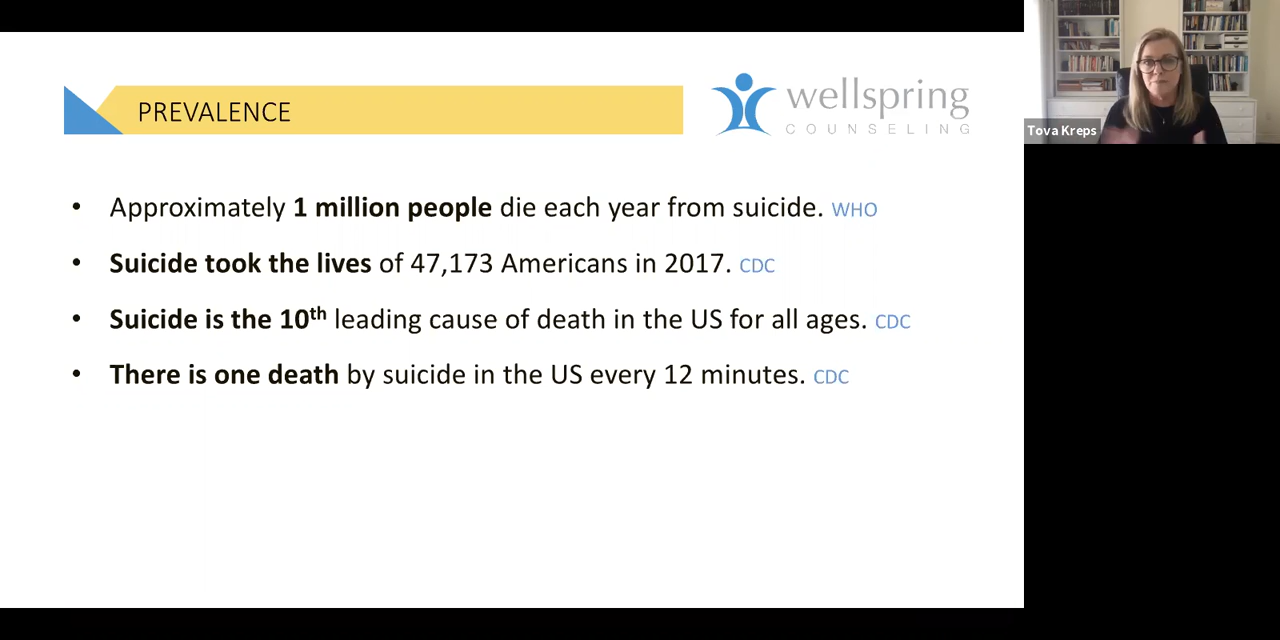 PREVALENCE
wellspring
COUNSELING
Tova Kreps
• Approximately 1 million people die each year from suicide. WHO
• Suicide took the lives of 47,173 Americans in 2017. CDC
• Suicide is the 10th leading cause of death in the US for all ages. CDC
• There is one death by suicide in the US every 12 minutes. CDC